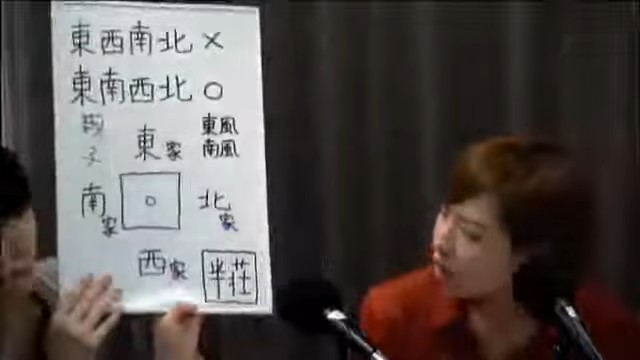 東西南北×
東南西北○
親 東家 東風
子 南風
南家 ○ 北家
西家 半荘